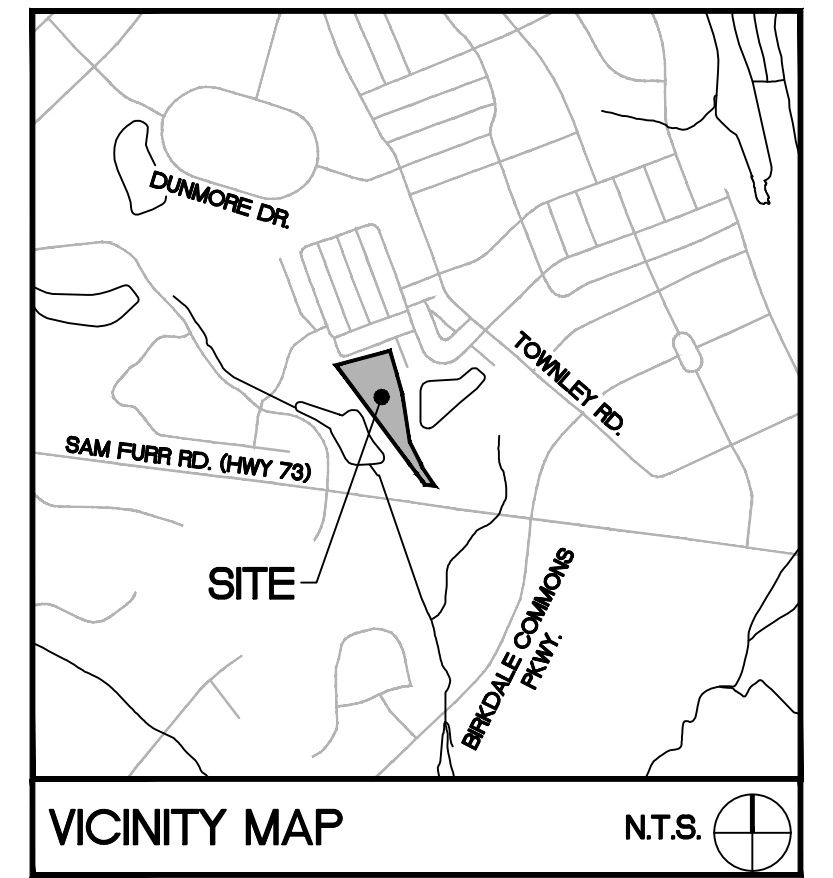 DUNMORE DR.
TOWNLEY RD.
SAM FURR RD. (HWY 73)
SITE
BIRKDALE COMMONS
PKWY.
VICINITY MAP
N.T.S.